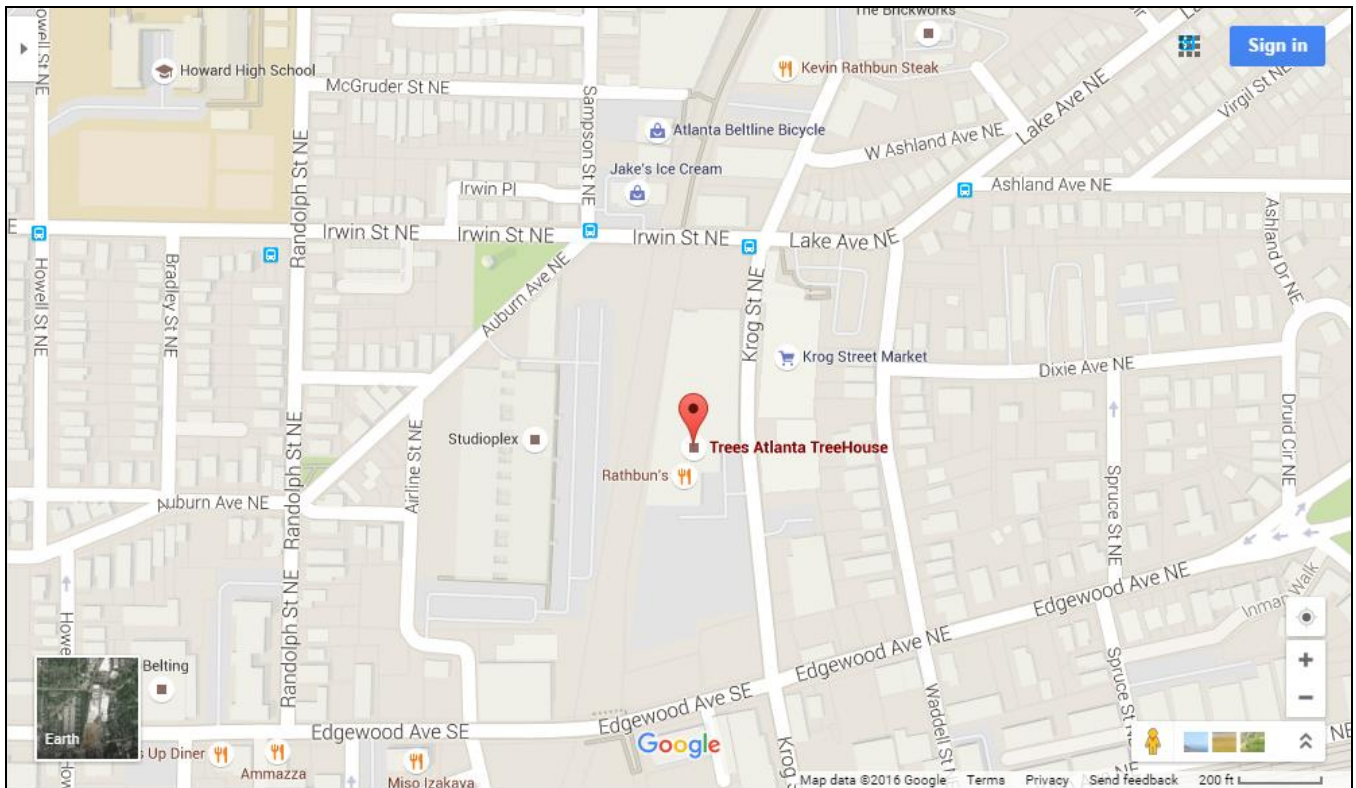 The Brickworks
owell St NE
Howard High School
McGruder St NE
Sampson St NE
Kevin Rathbun Steak
Sign in
Lake Ave NE
Virgil St NE
Atlanta Beltline Bicycle
W Ashland Ave NE
Jake's Ice Cream
Irwin Pl
Ashland Ave NE
Randolph St NE
E
Irwin St NE
Irwin St NE
Irwin St NE
Lake Ave NE
Ashland Dr NE
Howell St NE
Bradley St NE
Auburn Ave NE
Krog St NE
Krog Street Market
Dixie Ave NE
Druid Cir NE
Studioplex
Trees Atlanta TreeHouse
Rathbun's
Airline St NE
Randolph St NE
Auburn Ave NE
Spruce St NE
Randolph St NE
Edgewood Ave NE
Inman Walk
Howe
Edgewood Ave NE
Belting
Spruce St NE
Waddell St N
Edgewood Ave SE
Edgewood Ave SE
Earth
s Up Diner
Ammazza
Miso Izakaya
Google
Krog
How
NE
Map data ©2016 Google Terms Privacy Send feedback 200 ft